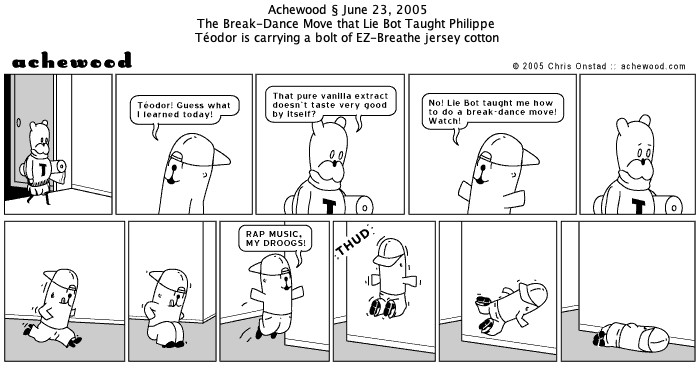 Achewood § June 23, 2005
The Break-Dance Move that Lie Bot Taught Philippe
Téodor is carrying a bolt of EZ-Breathe jersey cotton
achewood
© 2005 Chris Onstad :: achewood.com
Téodor! Guess what
I learned today!
That pure vanilla extract
doesn't taste very good
by itself?
No! Lie Bot taught me how
to do a break-dance move!
Watch!
T
T
T
RAP MUSIC,
MY DROOGS!
THUD